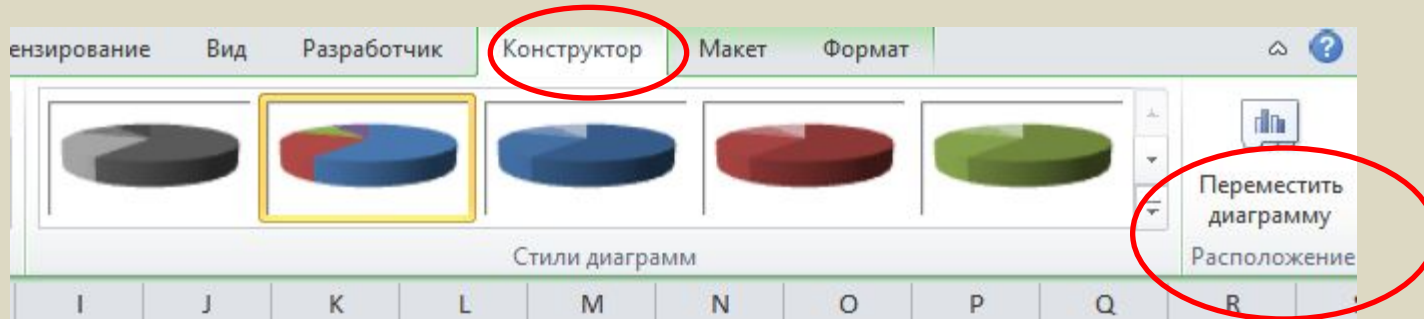 ензирование Вид Разработчик Конструктор Макет Формат
Переместить
диаграмму
Стили диаграмм Расположение
I J K L M N O P Q R